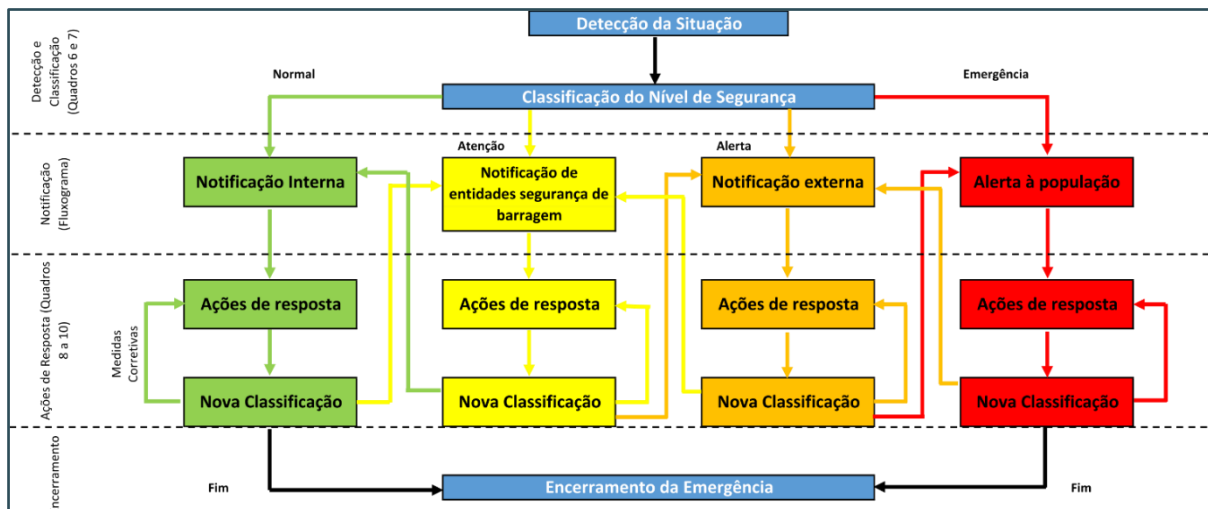 Detecção da Situação
Detecção e
Classificação
(Quadros 6 e 7)
Normal
Emergência
Classificação do Nível de Segurança
Notificação
(Fluxograma)
Atenção
Alerta
Notificação Interna
Notificação de
entidades segurança de
barragem
Notificação externa
Alerta à população
Ações de Resposta (Quadros
8 a 10)
Medidas
Corretivas
Ações de resposta
Ações de resposta
Ações de resposta
Ações de resposta
Nova Classificação
Nova Classificação
Nova Classificação
Nova Classificação
ncerramento
Fim
Encerramento da Emergência
Fim